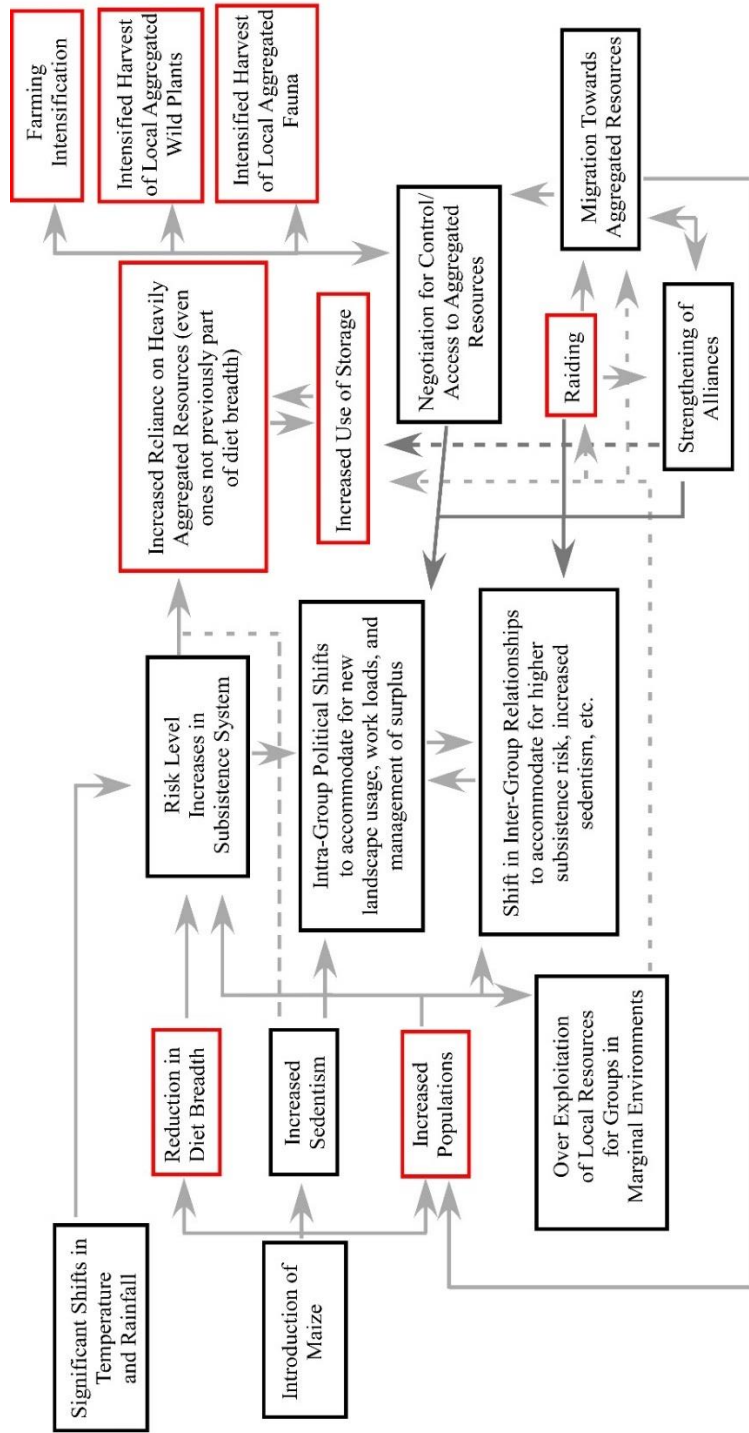 Significant Shifts in
Temperature
and Rainfall
Introduction of
Maize
Reduction in
Diet Breadth
Increased
Sedentism
Increased
Populations
Over Exploitation
of Local Resources
for Groups in
Marginal Environments
Risk Level
Increases in
Subsistence System
Intra-Group Political Shifts
to accommodate for new
landscape usage, work loads, and
management of surplus
Shift in Inter-Group Relationships
to accommodate for higher
subsistence risk, increased
sedentism, etc.
Increased Reliance on Heavily
Aggregated Resources (even
ones not previously part
of diet breadth)
Increased Use of Storage
Farming
Intensification
Intensified Harvest
of Local Aggregated
Wild Plants
Intensified Harvest
of Local Aggregated
Fauna
Negotiation for Control/
Access to Aggregated
Resources
Raiding
Migration Towards
Aggregated Resources
Strengthening of
Alliances